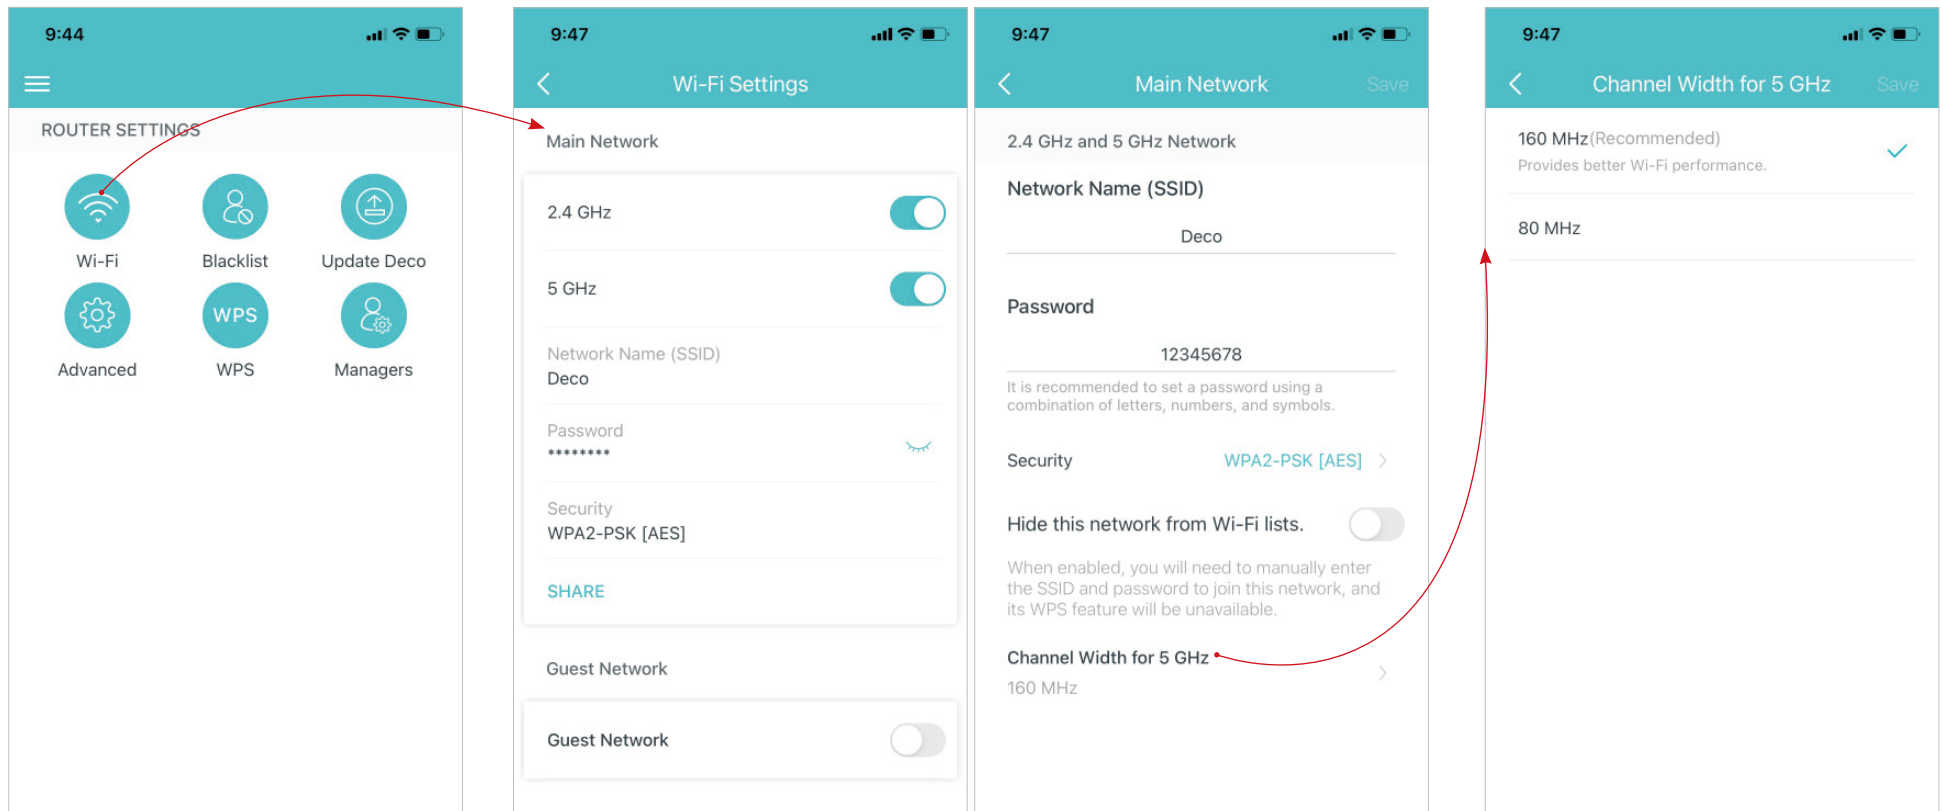 9:44
ROUTER SETTINGS
Wi-Fi
Blacklist
Update Deco
WPS
Advanced
WPS
Managers
9:47
Wi-Fi Settings
Main Network
2.4 GHz
5 GHz
Network Name (SSID)
Deco
Password
********
Security
WPA2-PSK [AES]
SHARE
Guest Network
Guest Network
9:47
Main Network
Save
2.4 GHz and 5 GHz Network
Network Name (SSID)
Deco
Password
12345678
It is recommended to set a password using a
combination of letters, numbers, and symbols.
Security WPA2-PSK [AES]
Hide this network from Wi-Fi lists.
When enabled, you will need to manually enter
the SSID and password to join this network, and
its WPS feature will be unavailable.
Channel Width for 5 GHz
160 MHz
9:47
Channel Width for 5 GHz
Save
160 MHz(Recommended)
Provides better Wi-Fi performance.
80 MHz